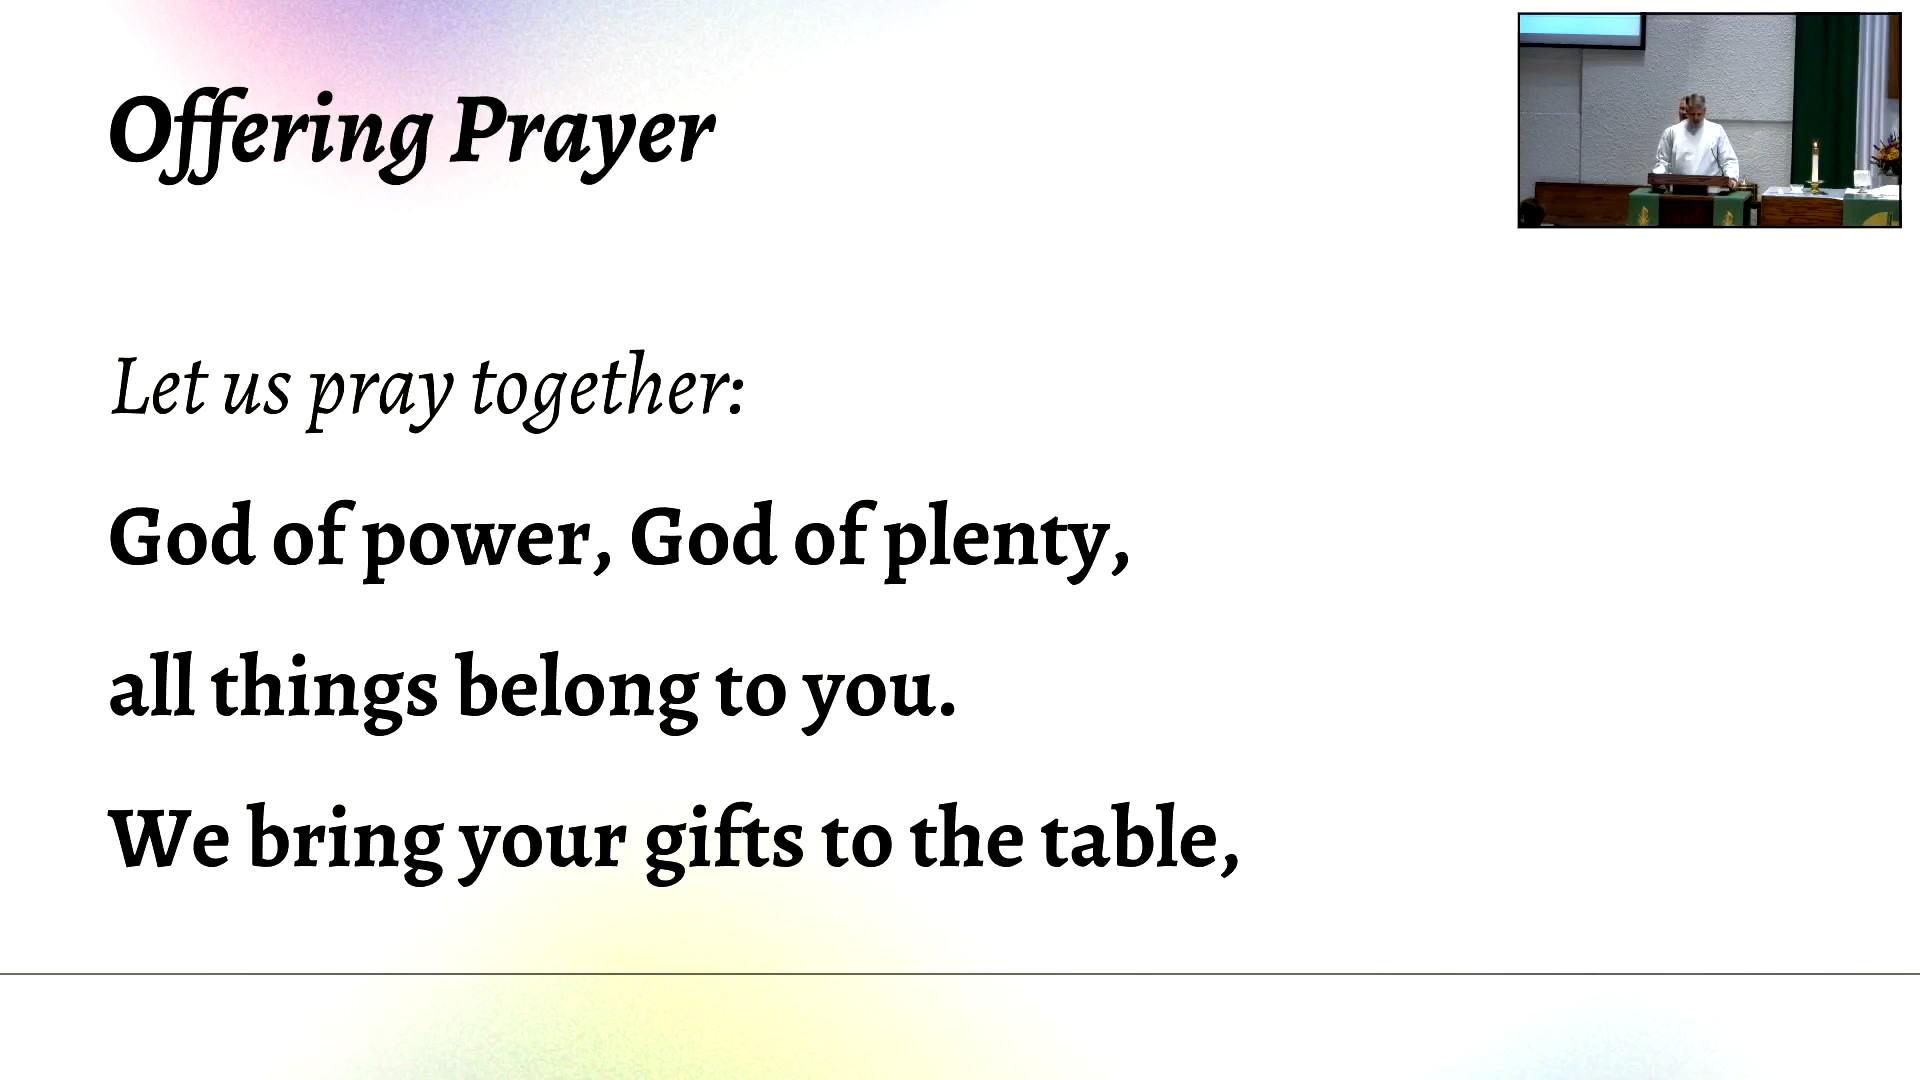 Offering Prayer
Let us pray together:
God of power, God of plenty,
all things belong to you.
We bring your gifts to the table,